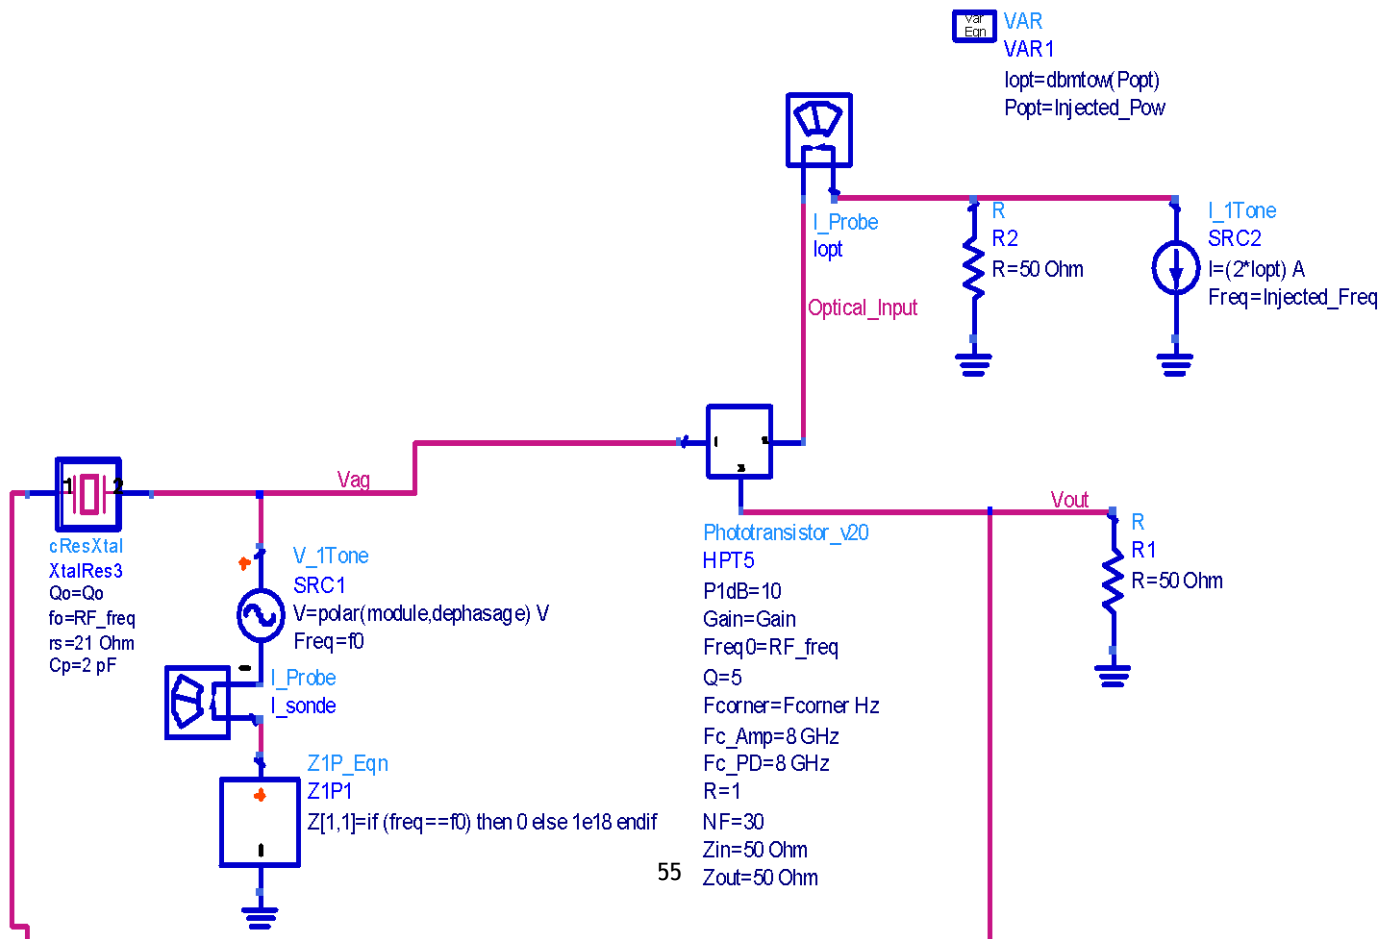 Var
Eqn
VAR
VAR1
Iopt=dbmtow(Popt)
Popt=Injected_Pow
I_Probe
Iopt
R
R2
R=50 Ohm
I_1Tone
SRC2
I=(2*Iopt) A
Freq=Injected_Freq
Optical_Input
Vag
1
2
cResXtal
XtalRes3
Qo=Qo
fo=RF_freq
rs=21 Ohm
Cp=2 pF
V_1Tone
SRC1
V=polar(module,dephasage) V
Freq=f0
I_Probe
I_sonde
Z1P_Eqn
Z1P1
Z[1,1]=if (freq==f0) then 0 else 1e18 endif
Vout
Phototransistor_v20
HPT5
P1dB=10
Gain=Gain
Freq0=RF_freq
Q=5
Fcorner=Fcorner Hz
Fc_Amp=8 GHz
Fc_PD=8 GHz
R=1
NF=30
Zin=50 Ohm
Zout=50 Ohm
R
R1
R=50 Ohm
55